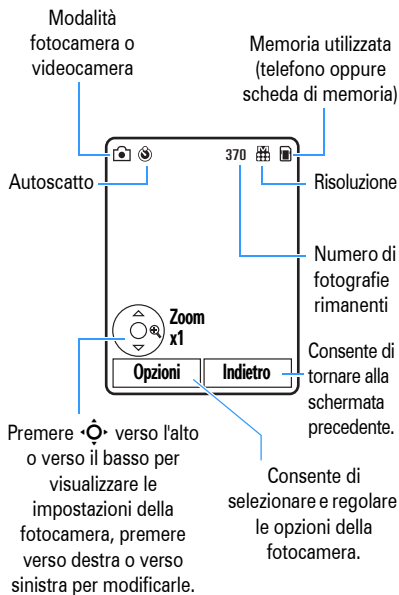 Modalità
fotocamera o
videocamera
Memoria utilizzata
(telefono oppure
scheda di memoria)
370
Autoscatto
Risoluzione
Numero di
fotografie
rimanenti
Zoom
x1
Opzioni
Indietro
Consente di
tornare alla
schermata
precedente.
Premere verso l'alto
o verso il basso per
visualizzare le
impostazioni della
fotocamera, premere
verso destra o verso
sinistra per modificarle.
Consente di
selezionare e regolare
le opzioni della
fotocamera.